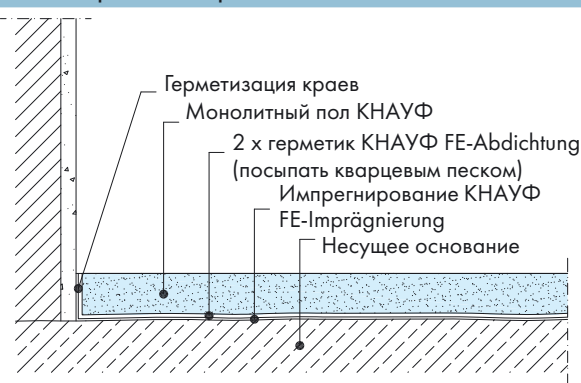 Герметизация краев
Монолитный пол КНАУФ
2 х герметик КНАУФ FE-Abdichtung
(посыпать кварцевым песком)
Импрегнирование КНАУФ
FE-Imprägnierung
Несущее основание